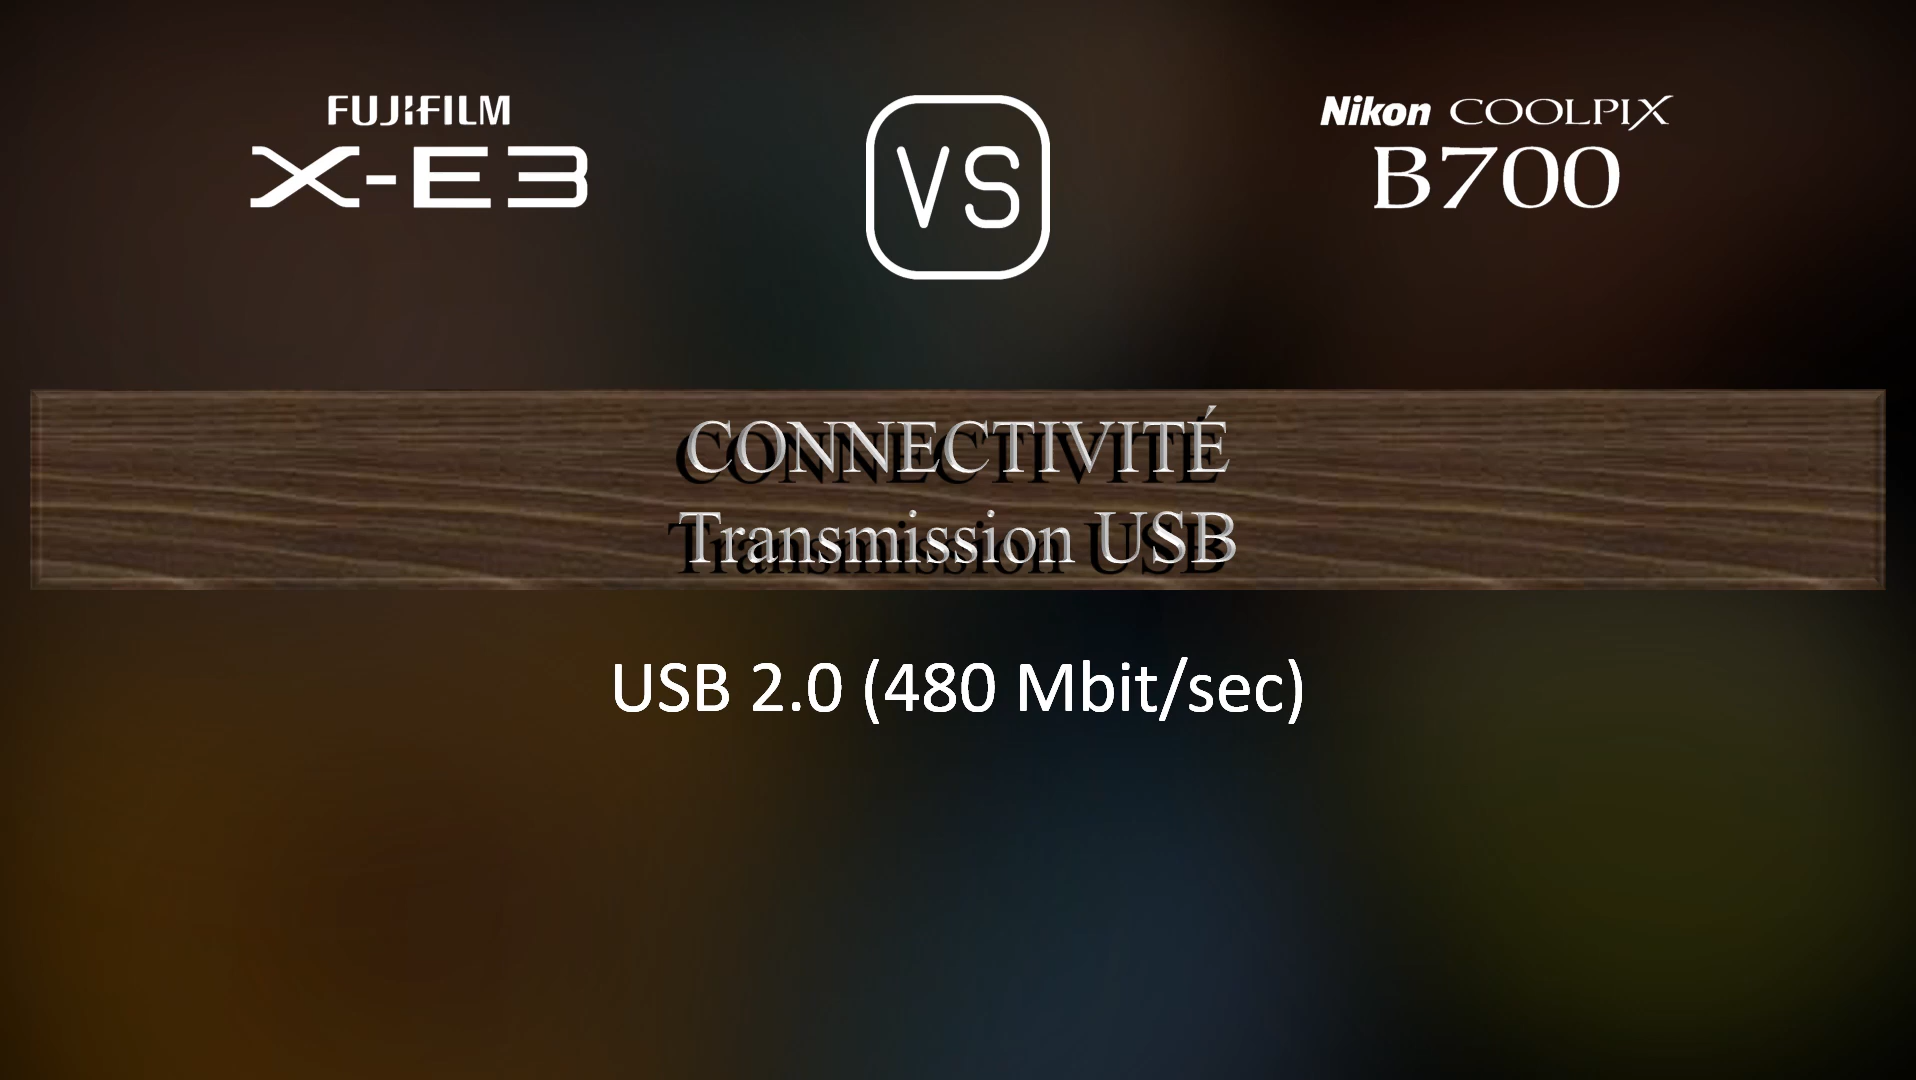 FUJIFILM
X-E3
VS
Nikon COOLPIX
B700
CONNECTIVITÉ
Transmission USB
USB 2.0 (480 Mbit/sec)